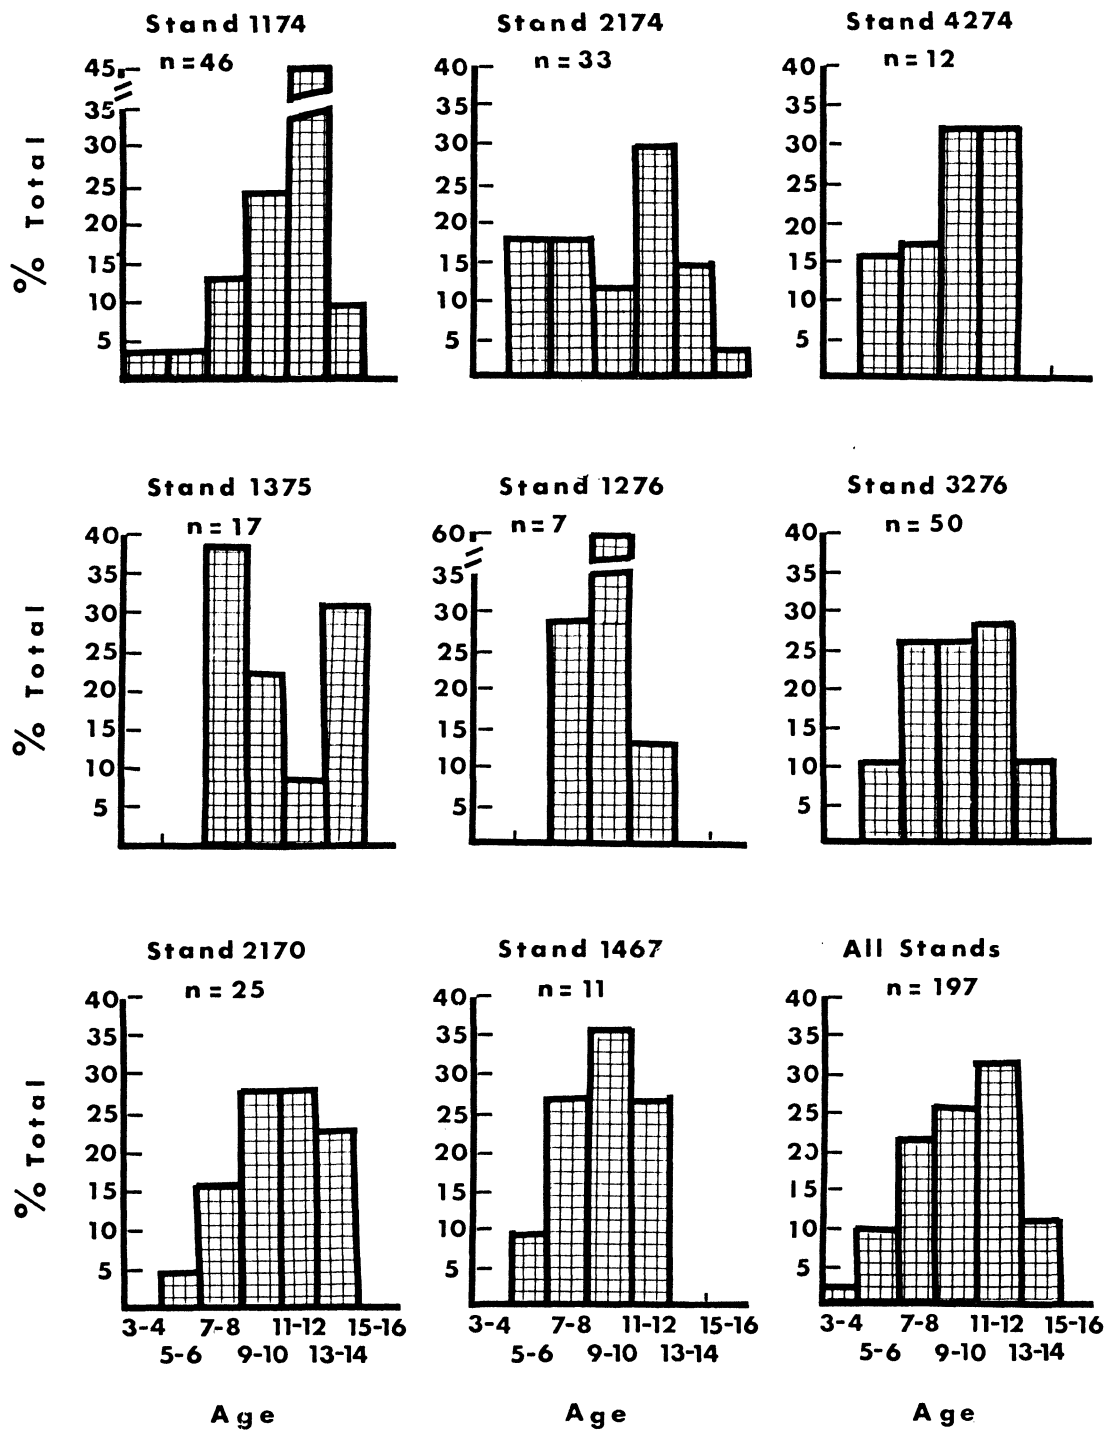 Stand 1174
n=46
45
35
30
25
20
15
10
5
% Total
Stand 2174
n=33
40
35
30
25
20
15
10
5
Stand 4274
n=12
40
35
30
25
20
15
10
5
Stand 1375
n=17
40
35
30
25
20
15
10
5
% Total
Stand 1276
n=7
60
35
30
25
20
15
10
5
Stand 3276
n=50
40
35
30
25
20
15
10
5
Stand 2170
n=25
40
35
30
25
20
15
10
5
% Total
3-4 7-8 11-12 15-16
5-6 9-10 13-14
Age
Stand 1467
n=11
40
35
30
25
20
15
10
5
3-4 7-8 11-12 15-16
5-6 9-10 13-14
Age
All Stands
n=197
40
35
30
25
20
15
10
5
3-4 7-8 11-12 15-16
5-6 9-10 13-14
Age